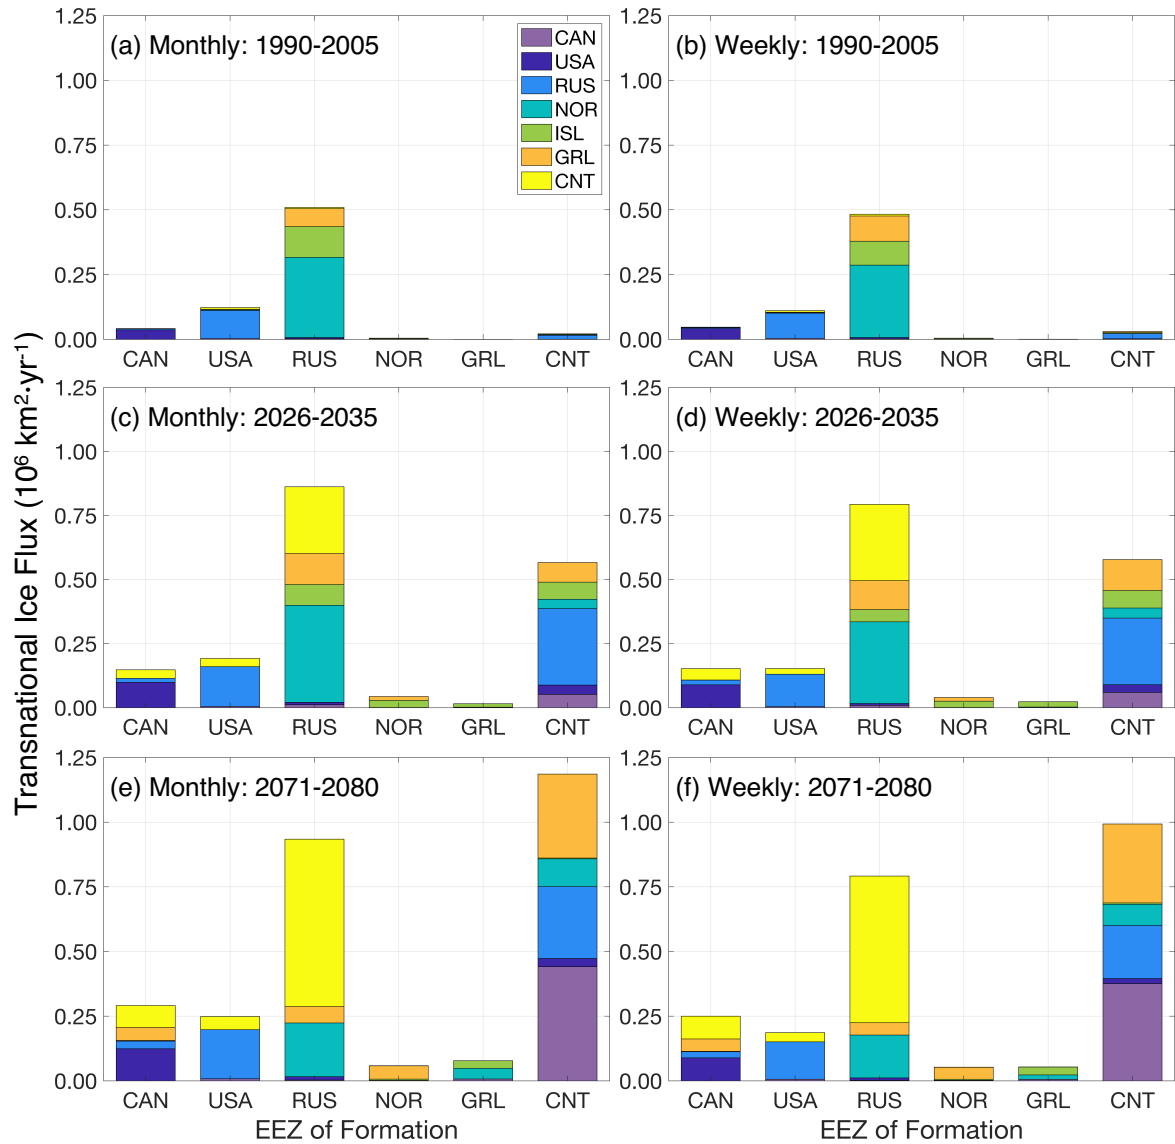 Transnational Ice Flux (10⁶ km²·yr⁻¹)
(a) Monthly: 1990-2005
1.25
1.00
0.75
0.50
0.25
0.00
CAN
USA
RUS
NOR
ISL
GRL
CNT
CAN USA RUS NOR GRL CNT
(b) Weekly: 1990-2005
1.25
1.00
0.75
0.50
0.25
0.00
CAN USA RUS NOR GRL CNT
(c) Monthly: 2026-2035
1.25
1.00
0.75
0.50
0.25
0.00
CAN USA RUS NOR GRL CNT
(d) Weekly: 2026-2035
1.25
1.00
0.75
0.50
0.25
0.00
CAN USA RUS NOR GRL CNT
(e) Monthly: 2071-2080
1.25
1.00
0.75
0.50
0.25
0.00
CAN USA RUS NOR GRL CNT
EEZ of Formation
(f) Weekly: 2071-2080
1.25
1.00
0.75
0.50
0.25
0.00
CAN USA RUS NOR GRL CNT
EEZ of Formation